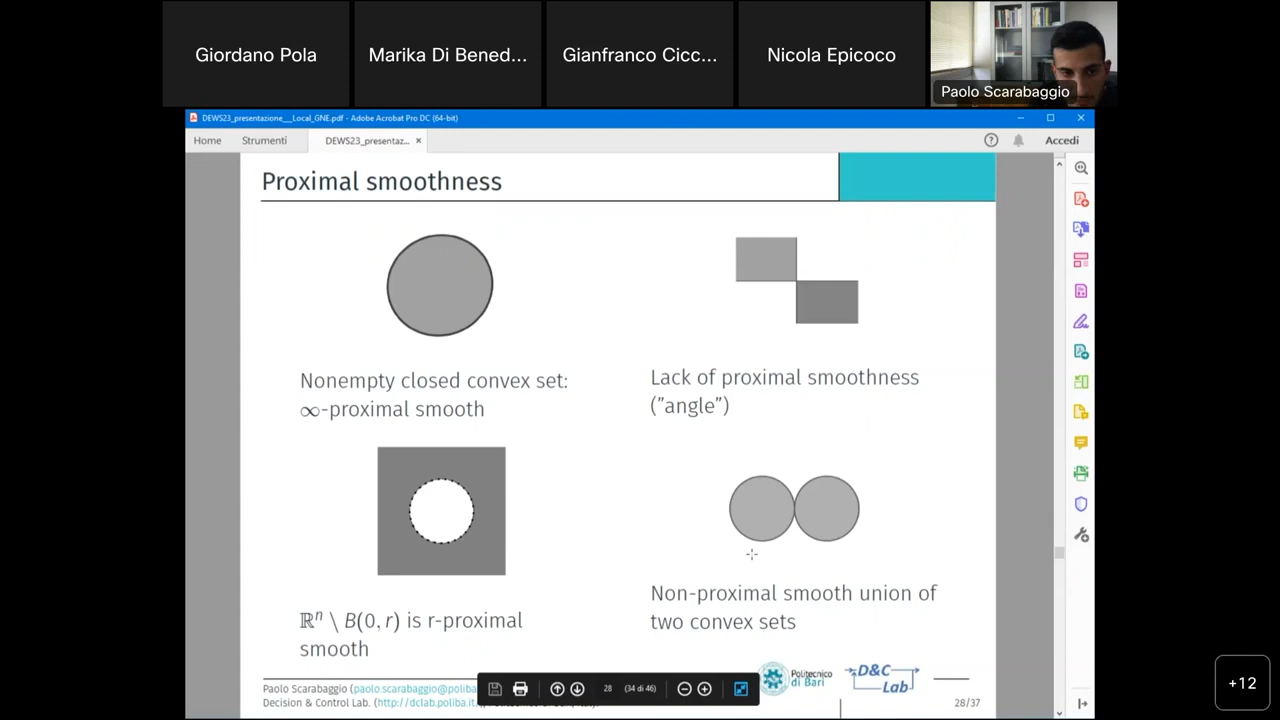 Giordano Pola
Marika Di Bened...
Gianfranco Cicc...
Nicola Epicoco
Paolo Scarabaggio
DEWS23_presentazione__Local_GNE.pdf - Adobe Acrobat Pro DC (64-bit)
Home
Strumenti
DEWS23_presentaz...
Accedi
Proximal smoothness
Nonempty closed convex set:
∞-proximal smooth
Lack of proximal smoothness
("angle")
ℝⁿ \ B(0, r) is r-proximal
smooth
Non-proximal smooth union of
two convex sets
Politecnico
di Bari
D&C
Lab
Paolo Scarabaggio (paolo.scarabaggio@poliba
Decision & Control Lab. (http://dclab.poliba.it
28
(34 di 46)
28/37
+12